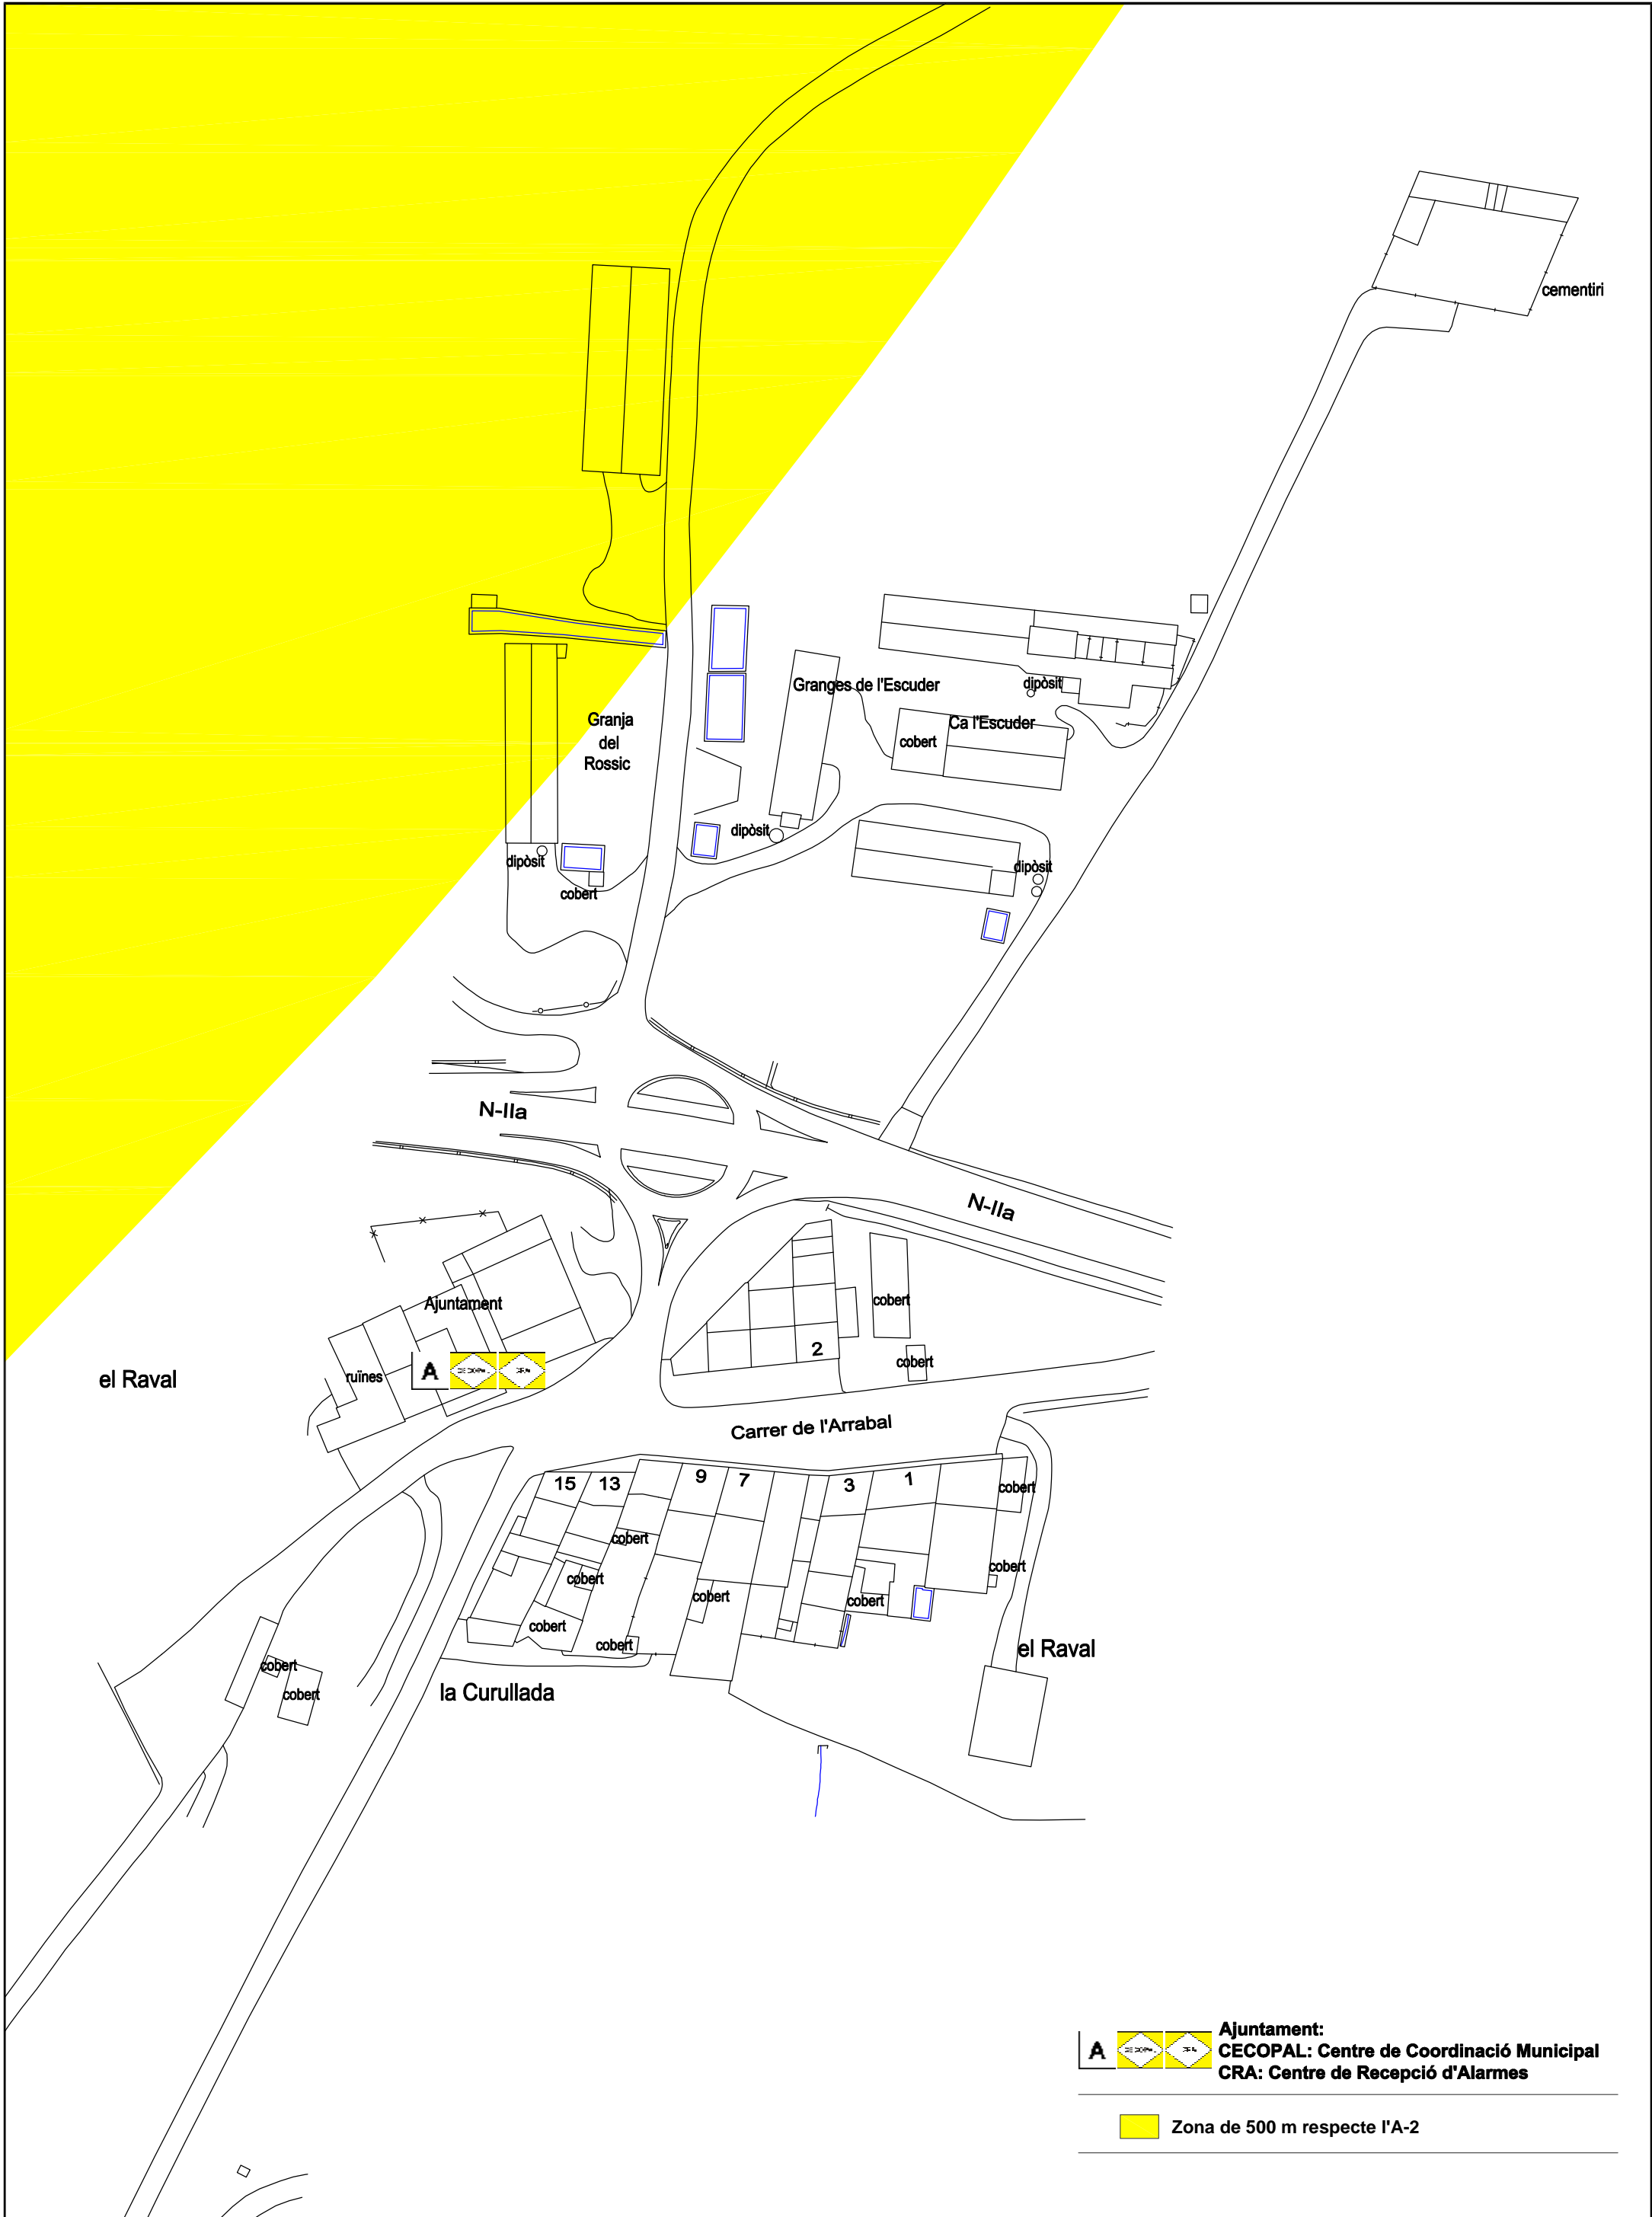 cementiri
Granges de l'Escuder
dipòsit
Granja
del
Rossic
Ca l'Escuder
cobert
dipòsit
dipòsit
dipòsit
cobert
N-IIa
N-IIa
Ajuntament
cobert
2
cobert
el Raval
ruïnes
A
Carrer de l'Arrabal
15
13
9
7
3
1
cobert
cobert
cobert
cobert
cobert
cobert
cobert
cobert
el Raval
cobert
cobert
la Curullada
cobert
A
Ajuntament:
CECOPAL: Centre de Coordinació Municipal
CRA: Centre de Recepció d'Alarmes
Zona de 500 m respecte l'A-2